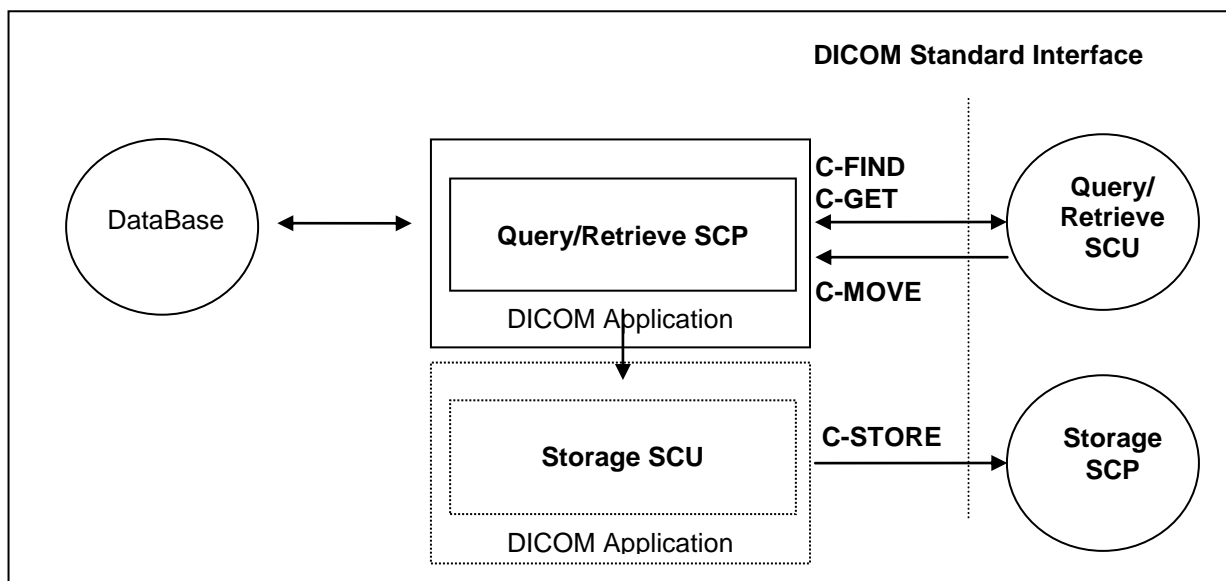 DICOM Standard Interface
DataBase
Query/Retrieve SCP
DICOM Application
C-FIND
C-GET
C-MOVE
Query/
Retrieve
SCU
Storage SCU
DICOM Application
C-STORE
Storage
SCP